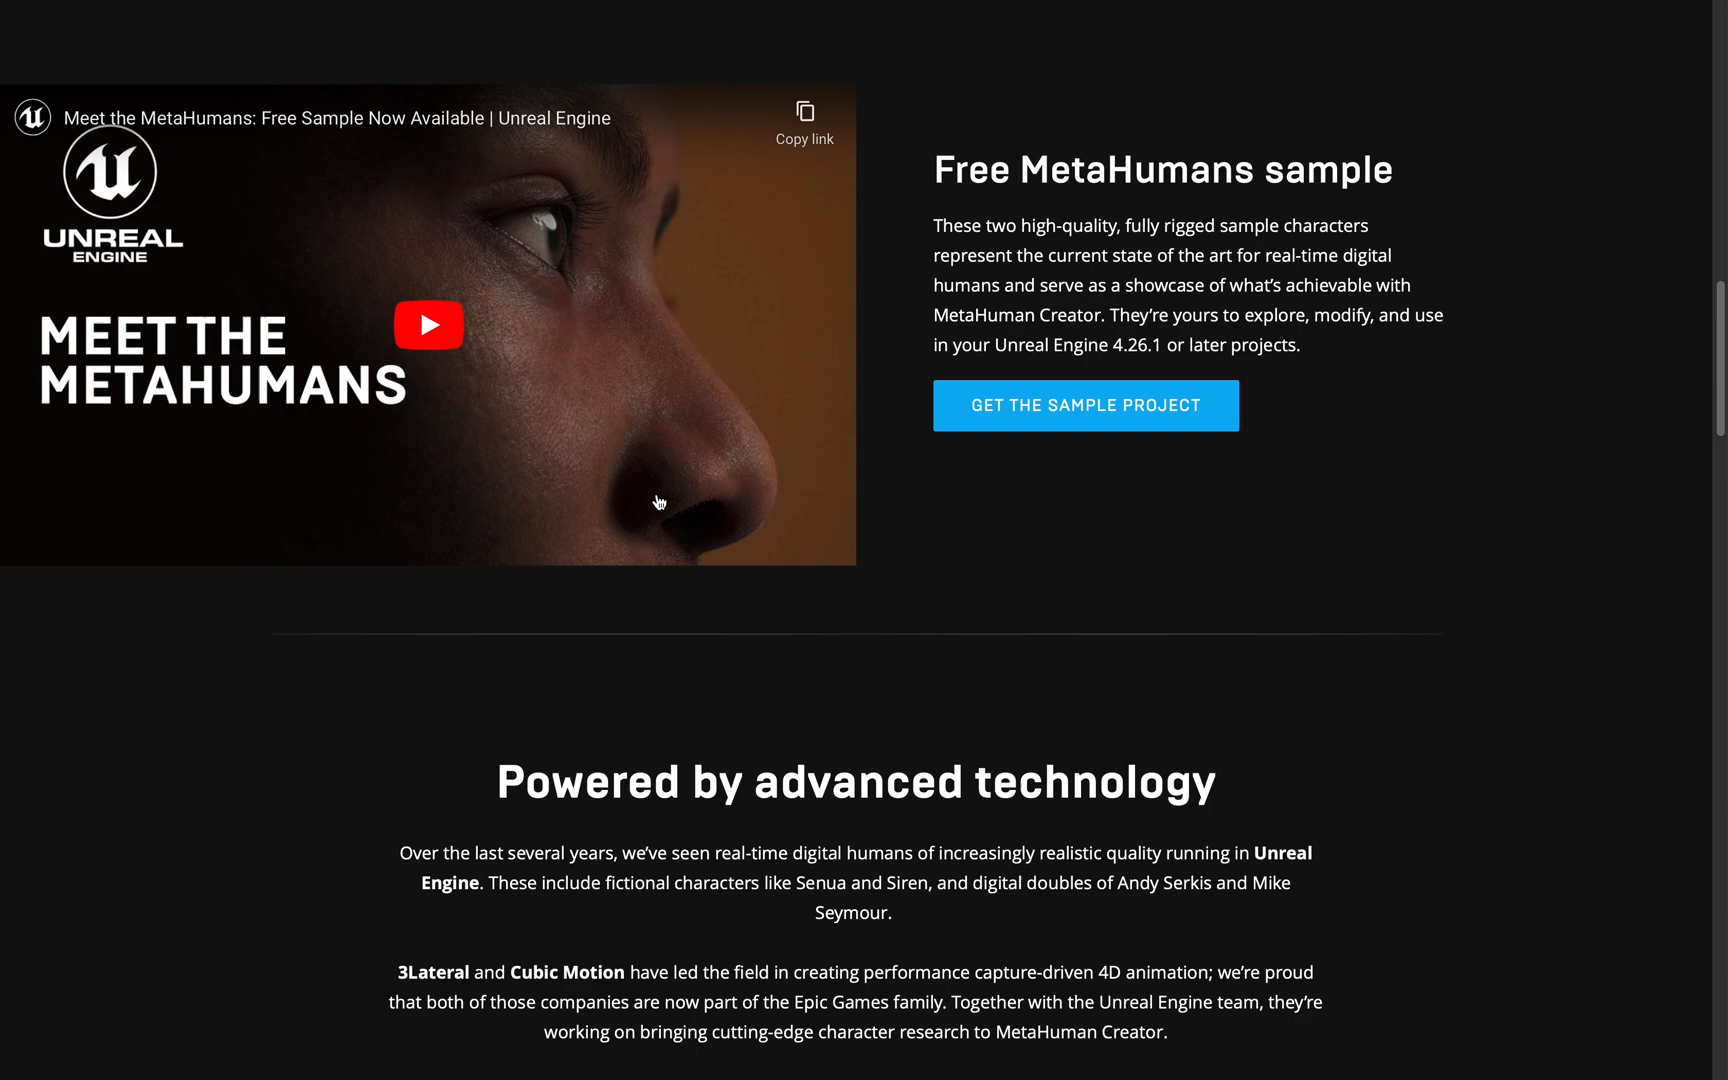 Meet the MetaHumans: Free Sample Now Available | Unreal Engine
Copy link
UNREAL
ENGINE
MEET THE
METAHUMANS
Free MetaHumans sample
These two high-quality, fully rigged sample characters
represent the current state of the art for real-time digital
humans and serve as a showcase of what’s achievable with
MetaHuman Creator. They’re yours to explore, modify, and use
in your Unreal Engine 4.26.1 or later projects.
GET THE SAMPLE PROJECT
Powered by advanced technology
Over the last several years, we’ve seen real-time digital humans of increasingly realistic quality running in Unreal
Engine. These include fictional characters like Senua and Siren, and digital doubles of Andy Serkis and Mike
Seymour.
3Lateral and Cubic Motion have led the field in creating performance capture-driven 4D animation; we’re proud
that both of those companies are now part of the Epic Games family. Together with the Unreal Engine team, they’re
working on bringing cutting-edge character research to MetaHuman Creator.